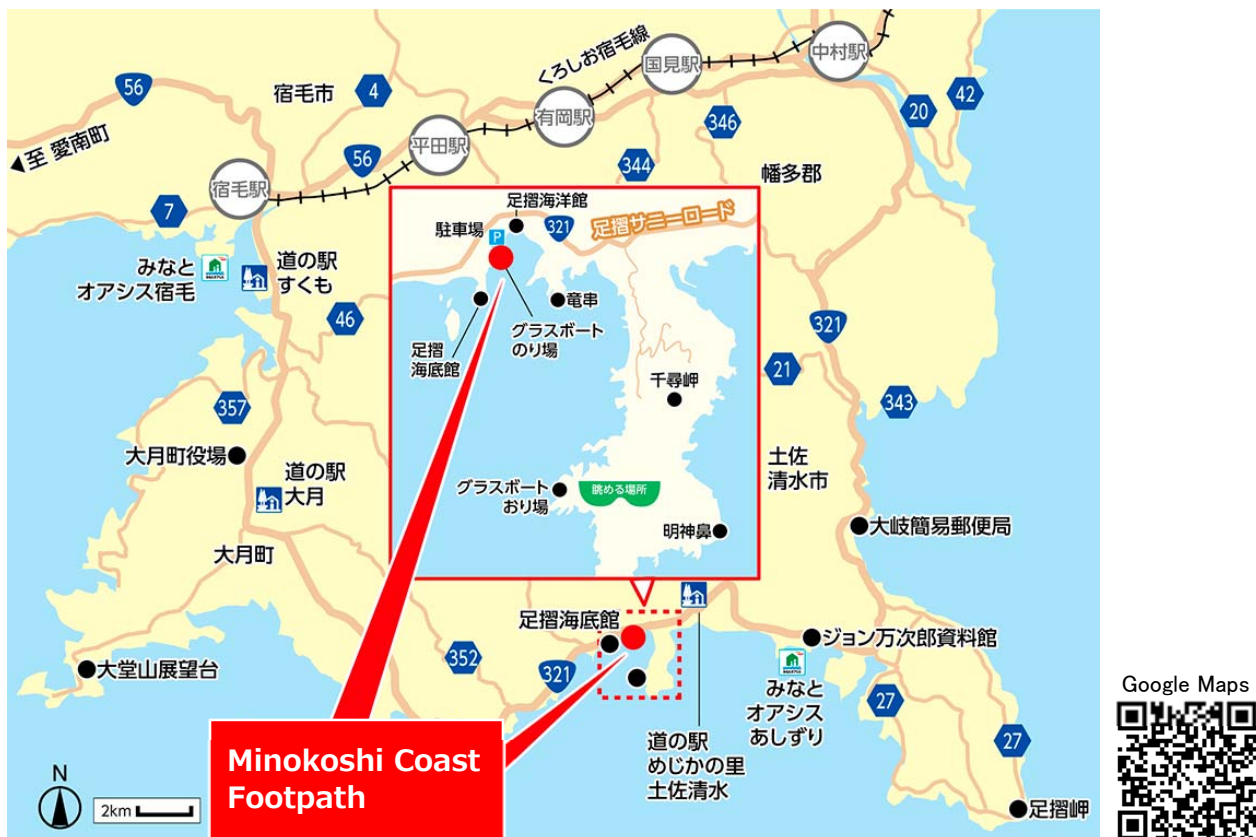 中村駅
くろしお宿毛線
国見駅
56
4
42
宿毛市
20
有岡駅
346
平田駅
◀至 愛南町
56
344
幡多郡
宿毛駅
7
足摺海洋館
駐車場
P
321
足摺サニーロード
みなと
オアシス宿毛
道の駅
すくも
竜串
46
グラスボート
のり場
321
足摺
海底館
21
千尋岬
343
357
大月町役場
道の駅
大月
土佐
清水市
グラスボート
おり場
眺める場所
大岐簡易郵便局
明神鼻
大月町
足摺海底館
ジョン万次郎資料館
352
大堂山展望台
321
みなと
オアシス
あしずり
27
Google Maps
道の駅
めじかの里
土佐清水
27
Minokoshi Coast
Footpath
N
2km
足摺岬